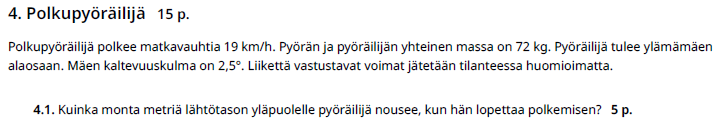 4. Polkupyöräilijä 15 p.
Polkupyöräilijä polkee matkavauhtia 19 km/h. Pyörän ja pyöräilijän yhteinen massa on 72 kg. Pyöräilijä tulee ylämämäen
alaosaan. Mäen kaltevuuskulma on 2,5°. Liikettä vastustavat voimat jätetään tilanteessa huomioimatta.
4.1. Kuinka monta metriä lähtötason yläpuolelle pyöräilijä nousee, kun hän lopettaa polkemisen? 5 p.